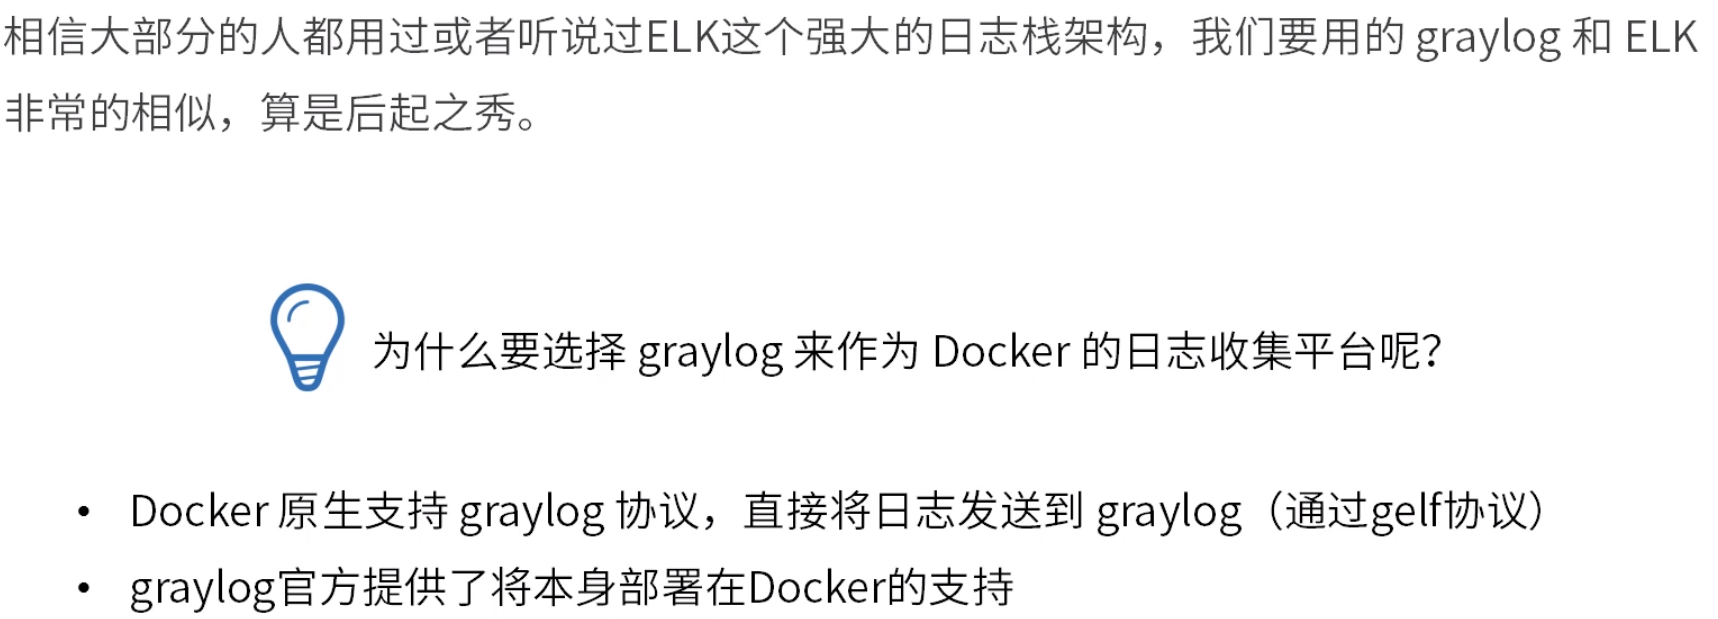 相信大部分的人都用过或者听说过ELK这个强大的日志栈架构，我们要用的 graylog 和 ELK
非常的相似，算是后起之秀。
为什么要选择 graylog 来作为 Docker 的日志收集平台呢？
• Docker 原生支持 graylog 协议，直接将日志发送到 graylog（通过gelf协议）
• graylog官方提供了将本身部署在Docker的支持